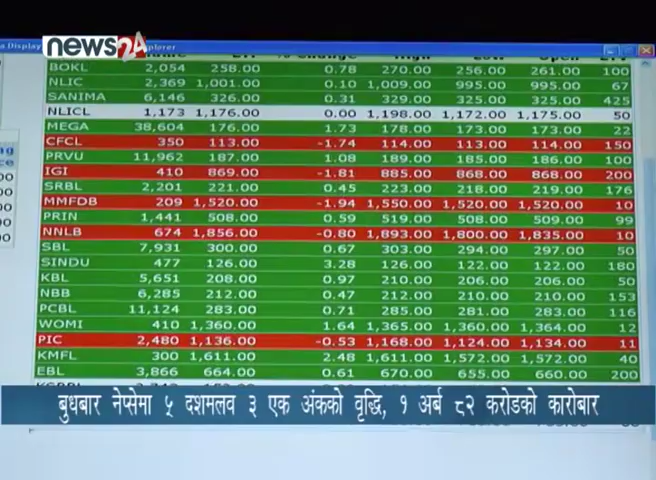 news24
BOKL 2,054 258.00 0.78 270.00 256.00 261.00 100
NLIC 2,369 1,001.00 0.10 1,009.00 995.00 995.00 67
SANIMA 6,146 326.00 0.31 329.00 325.00 325.00 425
NLICL 1,173 1,176.00 0.00 1,198.00 1,172.00 1,175.00 50
MEGA 38,604 176.00 1.73 178.00 173.00 173.00 22
CFCL 350 113.00 -1.74 114.00 113.00 114.00 150
PRVU 11,962 187.00 1.08 189.00 185.00 186.00 100
IGI 410 869.00 -1.81 885.00 868.00 868.00 200
SRBL 2,201 221.00 0.45 223.00 218.00 219.00 176
MMFDB 209 1,520.00 -1.94 1,550.00 1,520.00 1,520.00 10
PRIN 1,441 508.00 0.59 519.00 508.00 509.00 99
NNLB 674 1,856.00 -0.80 1,893.00 1,800.00 1,835.00 10
SBL 7,931 300.00 0.67 303.00 294.00 297.00 50
SINDU 477 126.00 3.28 126.00 122.00 122.00 180
KBL 5,651 208.00 0.97 210.00 206.00 206.00 50
NBB 6,285 212.00 0.47 212.00 210.00 210.00 153
PCBL 11,124 283.00 0.71 285.00 281.00 283.00 116
WOMI 410 1,360.00 1.64 1,365.00 1,360.00 1,364.00 12
PIC 2,480 1,136.00 -0.53 1,168.00 1,124.00 1,134.00 11
KMFL 300 1,611.00 2.48 1,611.00 1,572.00 1,572.00 40
EBL 3,866 664.00 0.61 670.00 655.00 660.00 200
बुधबार नेप्सेमा ५ दशमलव ३ एक अंकको वृद्धि, १ अर्ब ८२ करोडको कारोबार